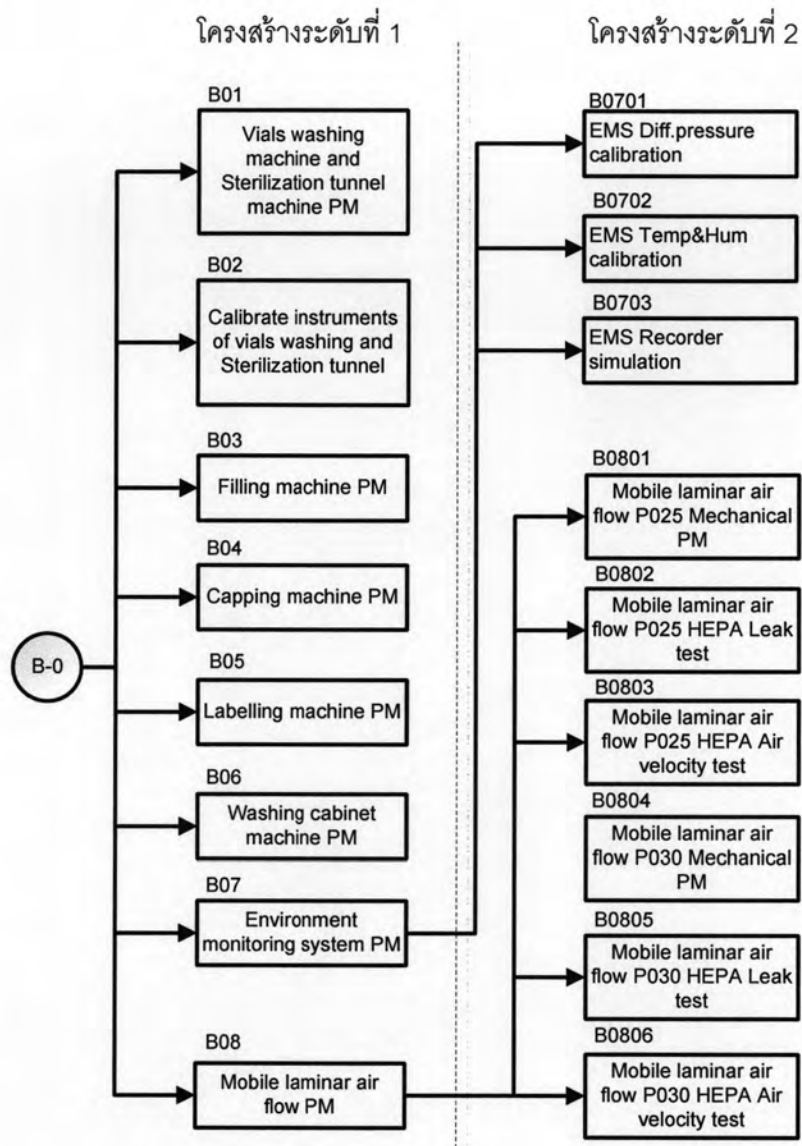 โครงสร้างระดับที่ 1
B01
Vials washing
machine and
Sterilization tunnel
machine PM
B02
Calibrate instruments
of vials washing and
Sterilization tunnel
B03
Filling machine PM
B04
Capping machine PM
B-0
B05
Labelling machine PM
B06
Washing cabinet
machine PM
B07
Environment
monitoring system PM
B08
Mobile laminar air
flow PM
โครงสร้างระดับที่ 2
B0701
EMS Diff.pressure
calibration
B0702
EMS Temp&Hum
calibration
B0703
EMS Recorder
simulation
B0801
Mobile laminar air
flow P025 Mechanical
PM
B0802
Mobile laminar air
flow P025 HEPA Leak
test
B0803
Mobile laminar air
flow P025 HEPA Air
velocity test
B0804
Mobile laminar air
flow P030 Mechanical
PM
B0805
Mobile laminar air
flow P030 HEPA Leak
test
B0806
Mobile laminar air
flow P030 HEPA Air
velocity test